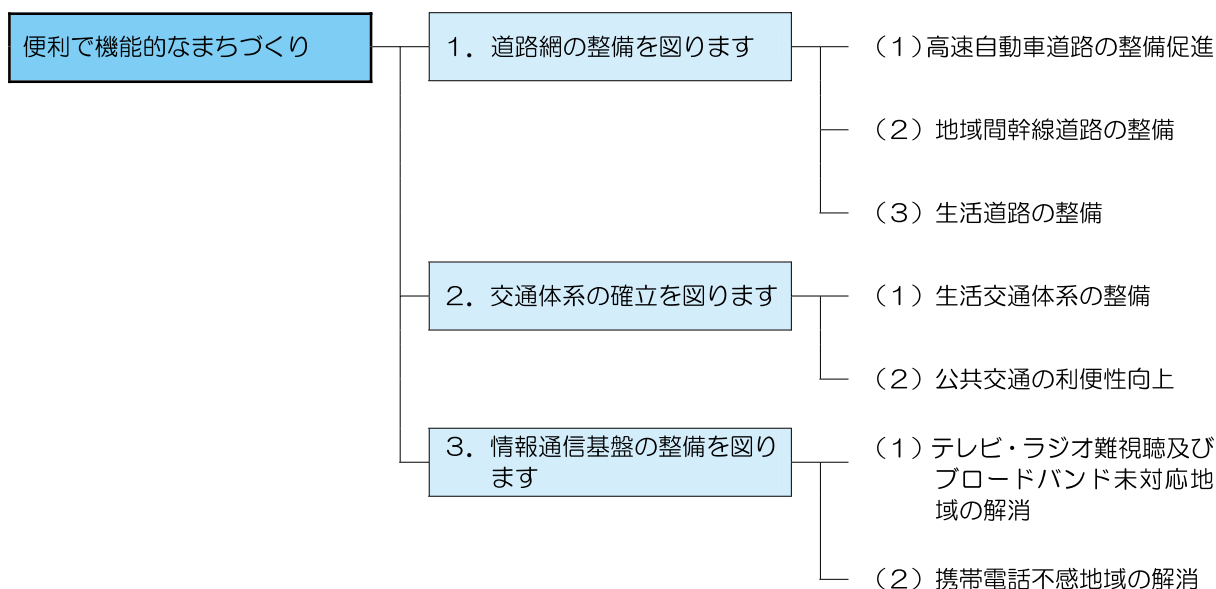 便利で機能的なまちづくり
１．道路網の整備を図ります
（１）高速自動車道路の整備促進
（２）地域間幹線道路の整備
（３）生活道路の整備
２．交通体系の確立を図ります
（１）生活交通体系の整備
（２）公共交通の利便性向上
３．情報通信基盤の整備を図り
ます
（１）テレビ・ラジオ難視聴及び
ブロードバンド未対応地
域の解消
（２）携帯電話不感地域の解消